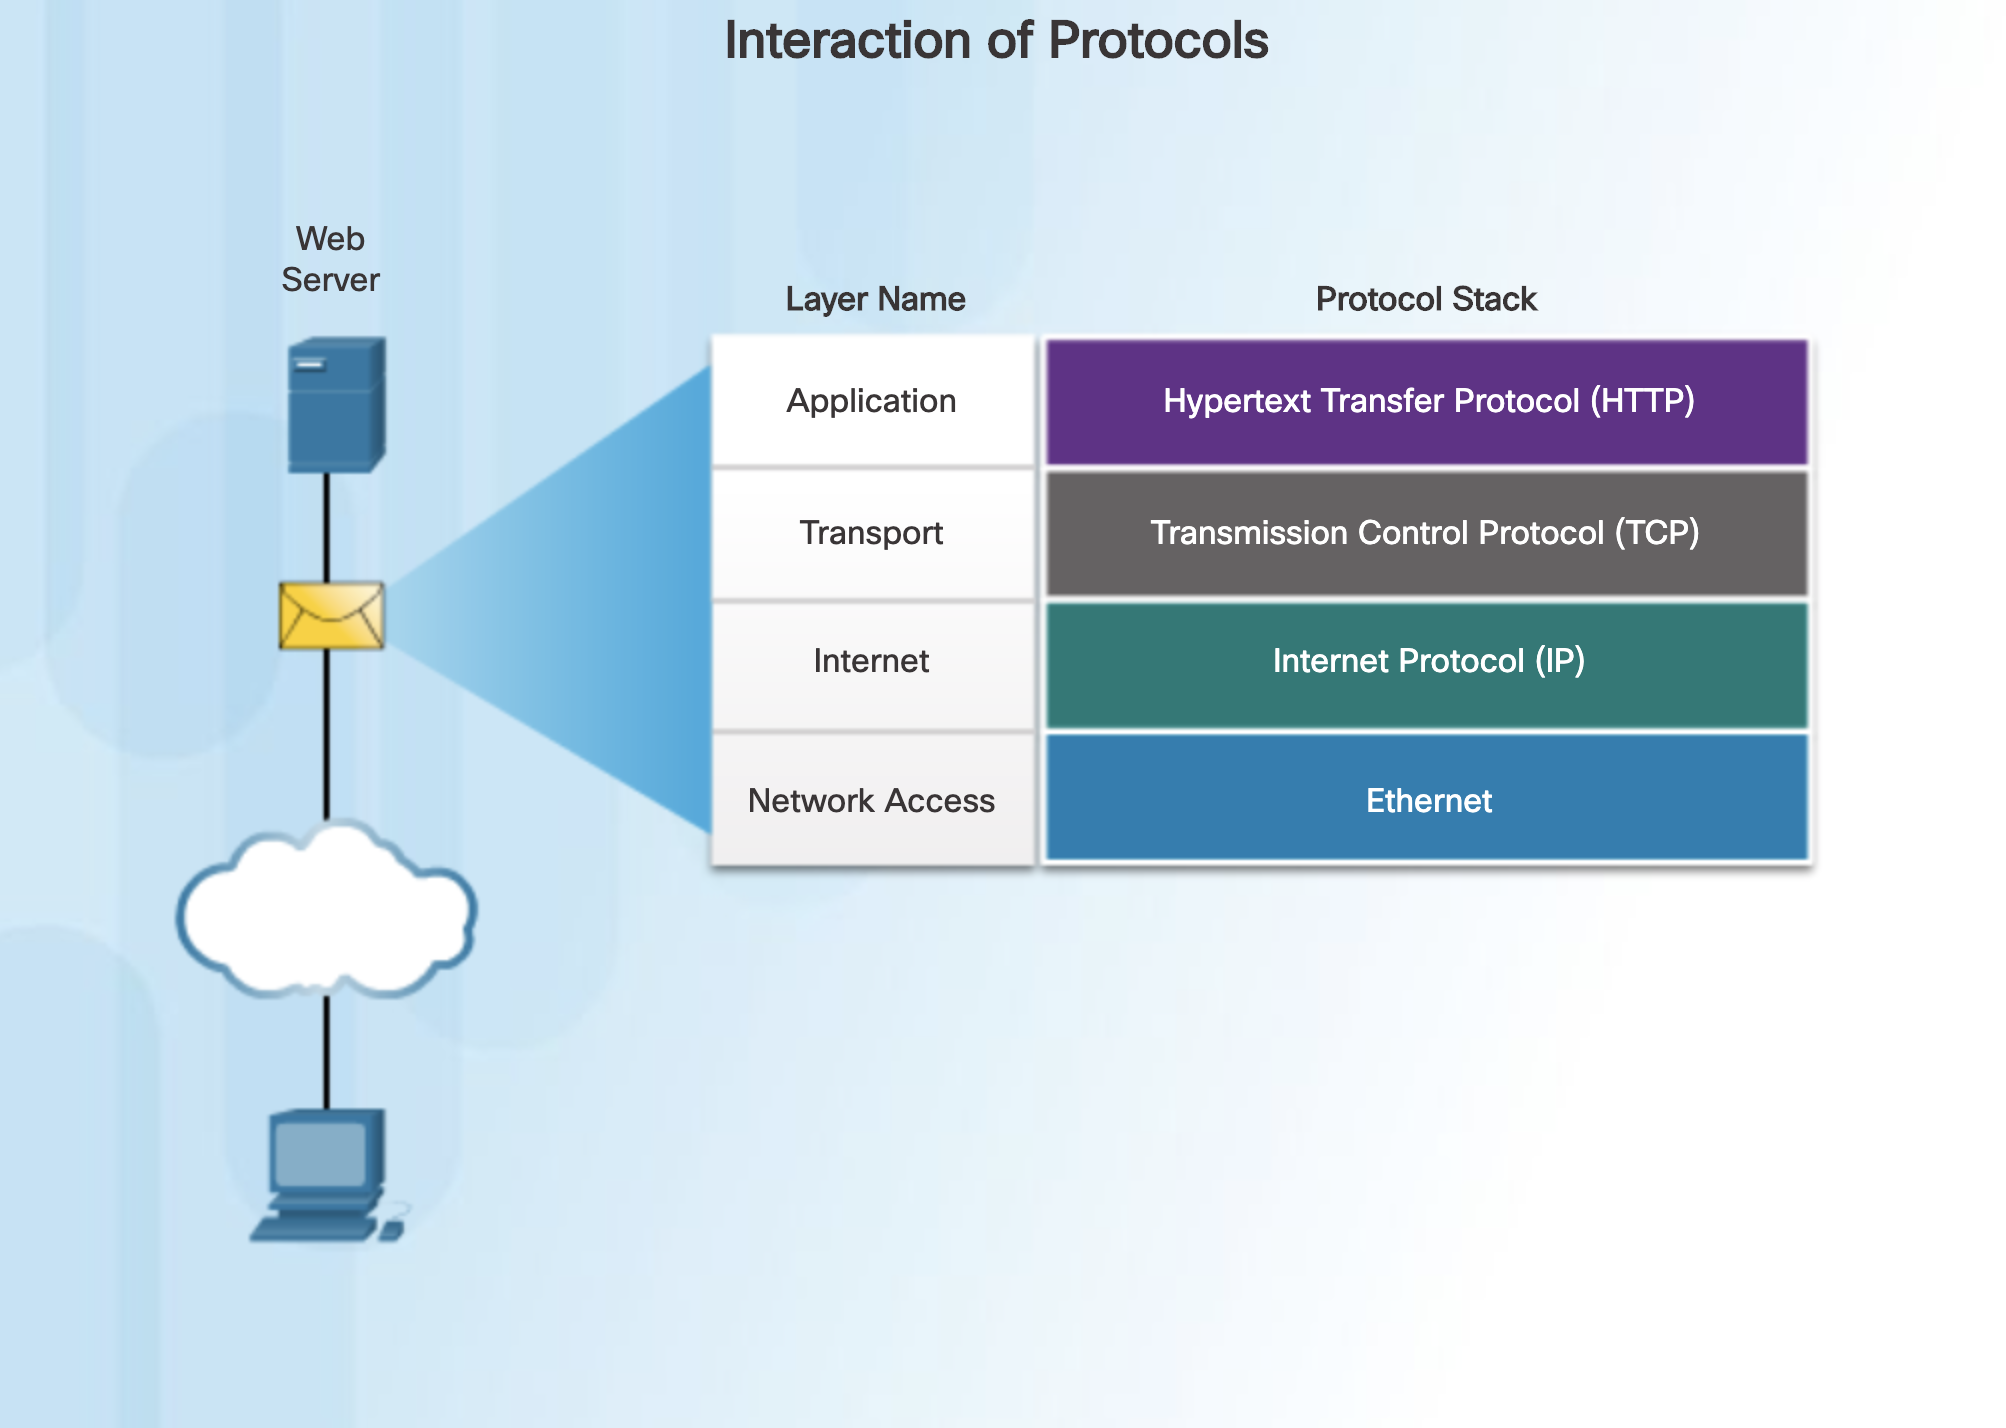 Interaction of Protocols
Web
Server
Layer Name
Protocol Stack
Application
Hypertext Transfer Protocol (HTTP)
Transport
Transmission Control Protocol (TCP)
Internet
Internet Protocol (IP)
Network Access
Ethernet